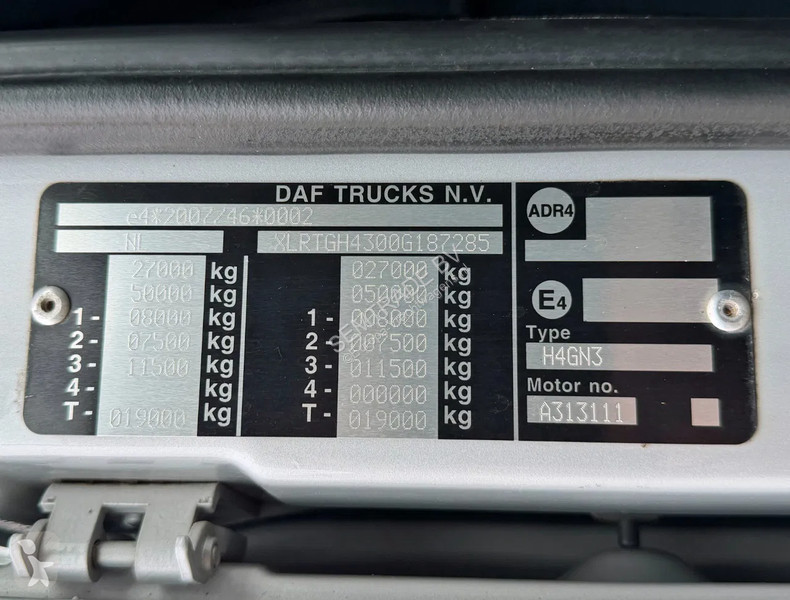 DAF TRUCKS N.V.
e4*2007/46*0002
NL XLRTGH4300G187285
27000 kg 027000 kg
50000 kg 050000 kg
1- 08000 kg 1- 008000 kg
2- 07500 kg 2- 007500 kg
3- 11500 kg 3- 011500 kg
4- kg 4- 000000 kg
T- 019000 kg T- 019000 kg
ADR4
E4
Type
H4GN3
Motor no.
A313111